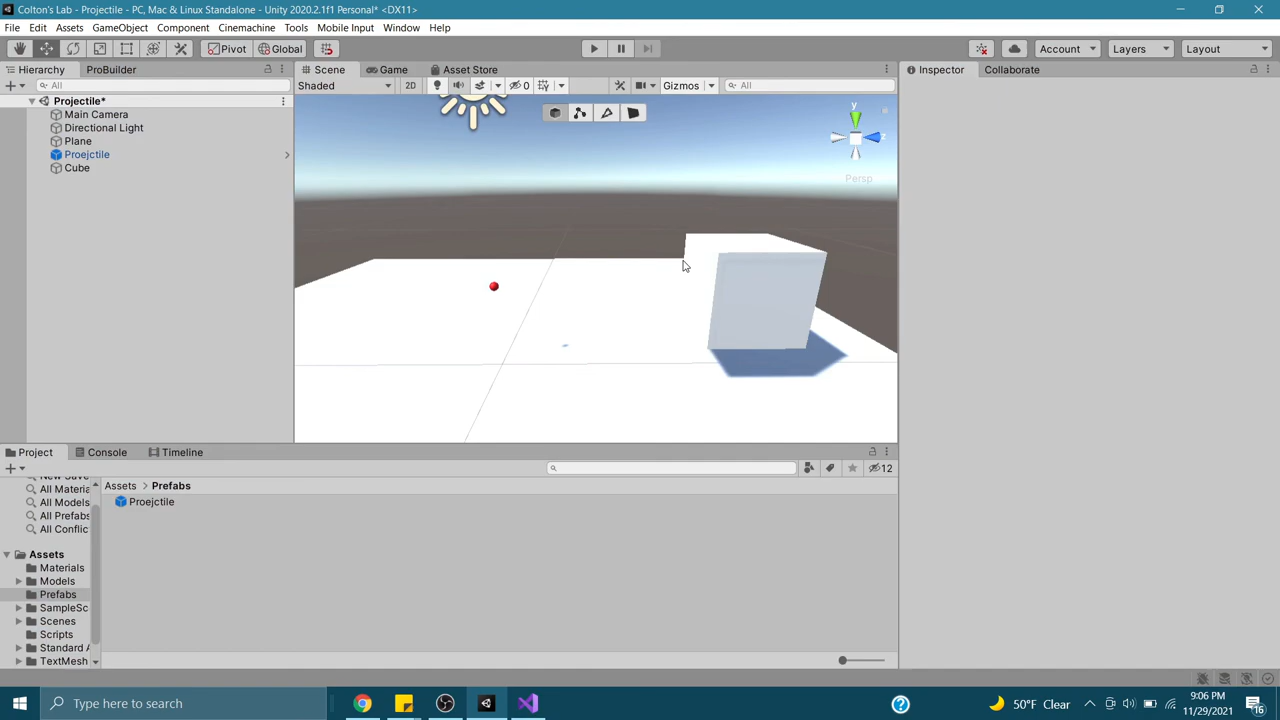 Colton's Lab - Projectile - PC, Mac & Linux Standalone - Unity 2020.2.1f1 Personal* <DX11>
File Edit Assets GameObject Component Cinemachine Tools Mobile Input Window Help
Pivot Global Account Layers Layout
Hierarchy ProBuilder Scene Game Asset Store Inspector Collaborate
All Shaded 2D 0 Gizmos All
Projectile*
Main Camera
Directional Light
Plane
Proejctile
Cube
y
z
Persp
Project Console Timeline
12
New Save
All Materia
All Models
All Prefabs
All Conflic
Assets
Materials
Models
Prefabs
SampleSc
Scenes
Scripts
Standard A
TextMesh
Assets > Prefabs
Proejctile
Type here to search
50°F Clear
9:06 PM
11/29/2021
16